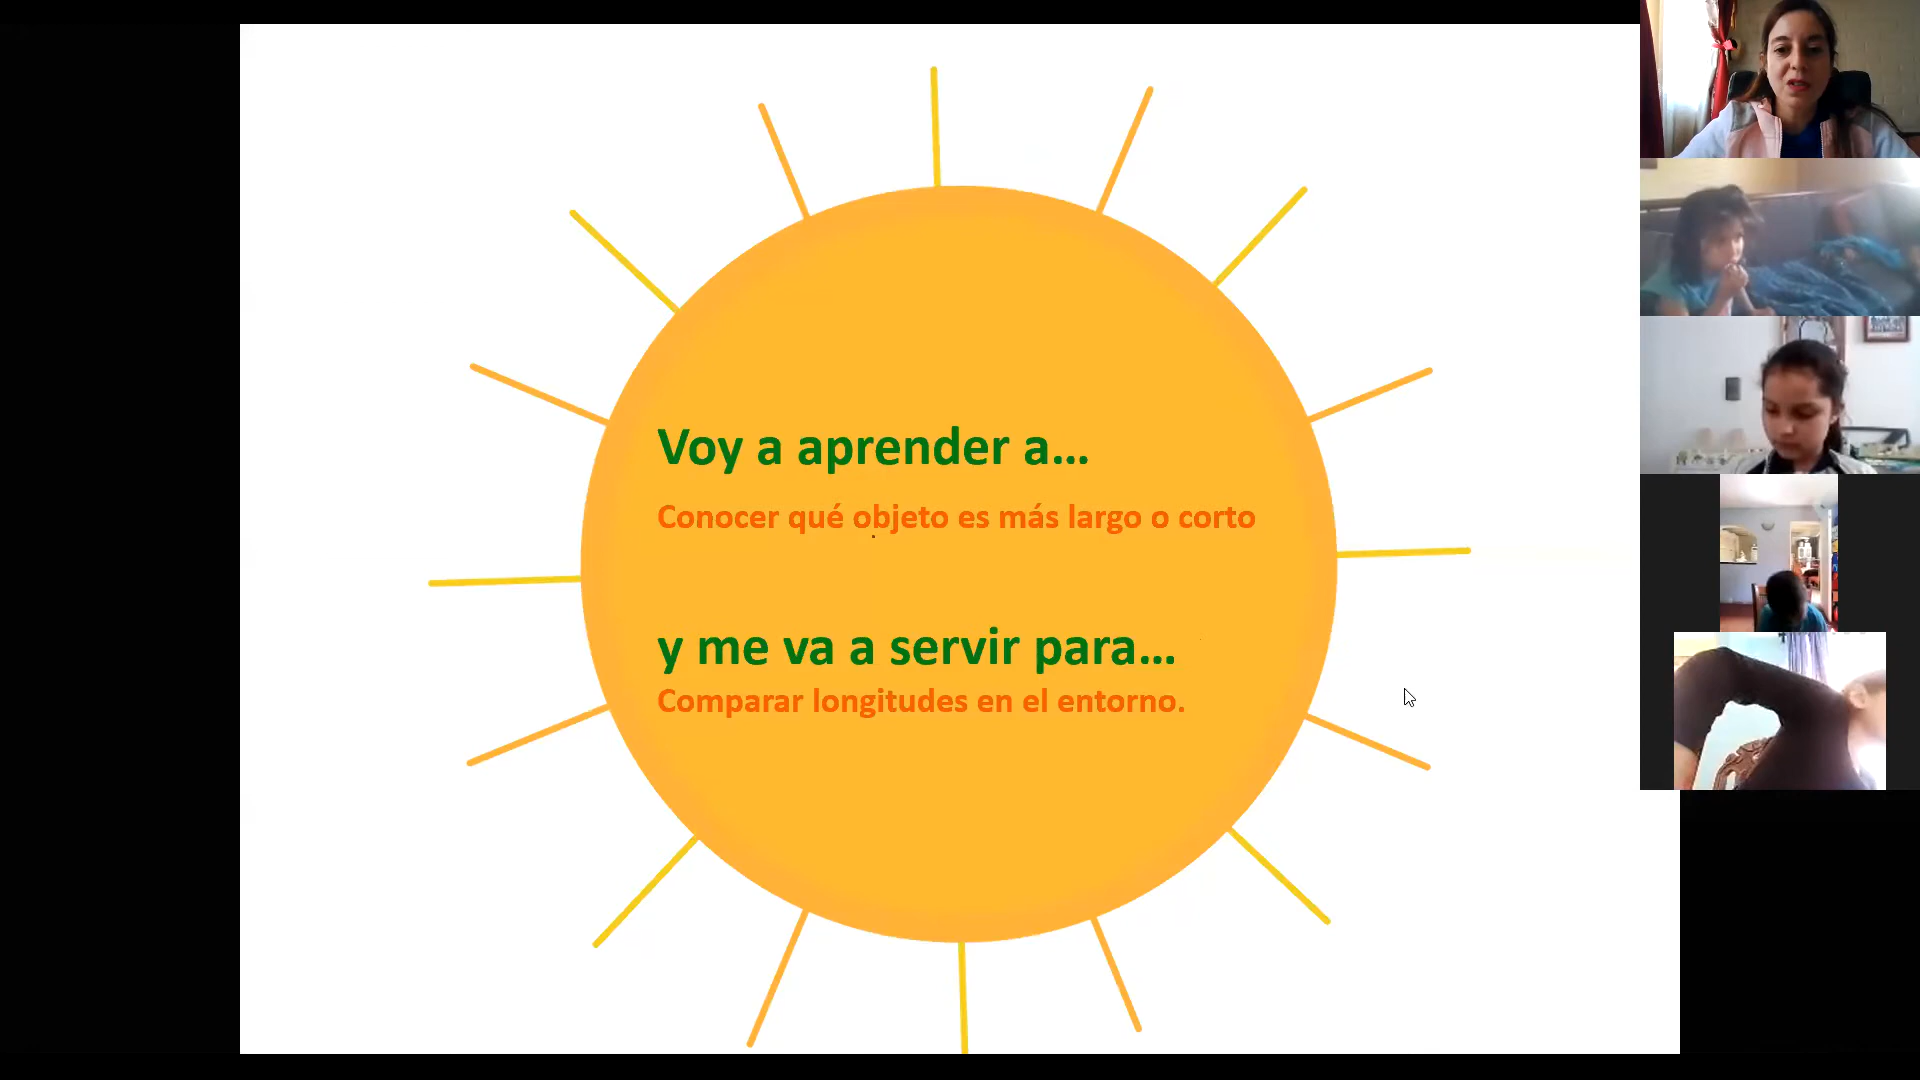 Voy a aprender a...
Conocer qué objeto es más largo o corto
y me va a servir para...
Comparar longitudes en el entorno.